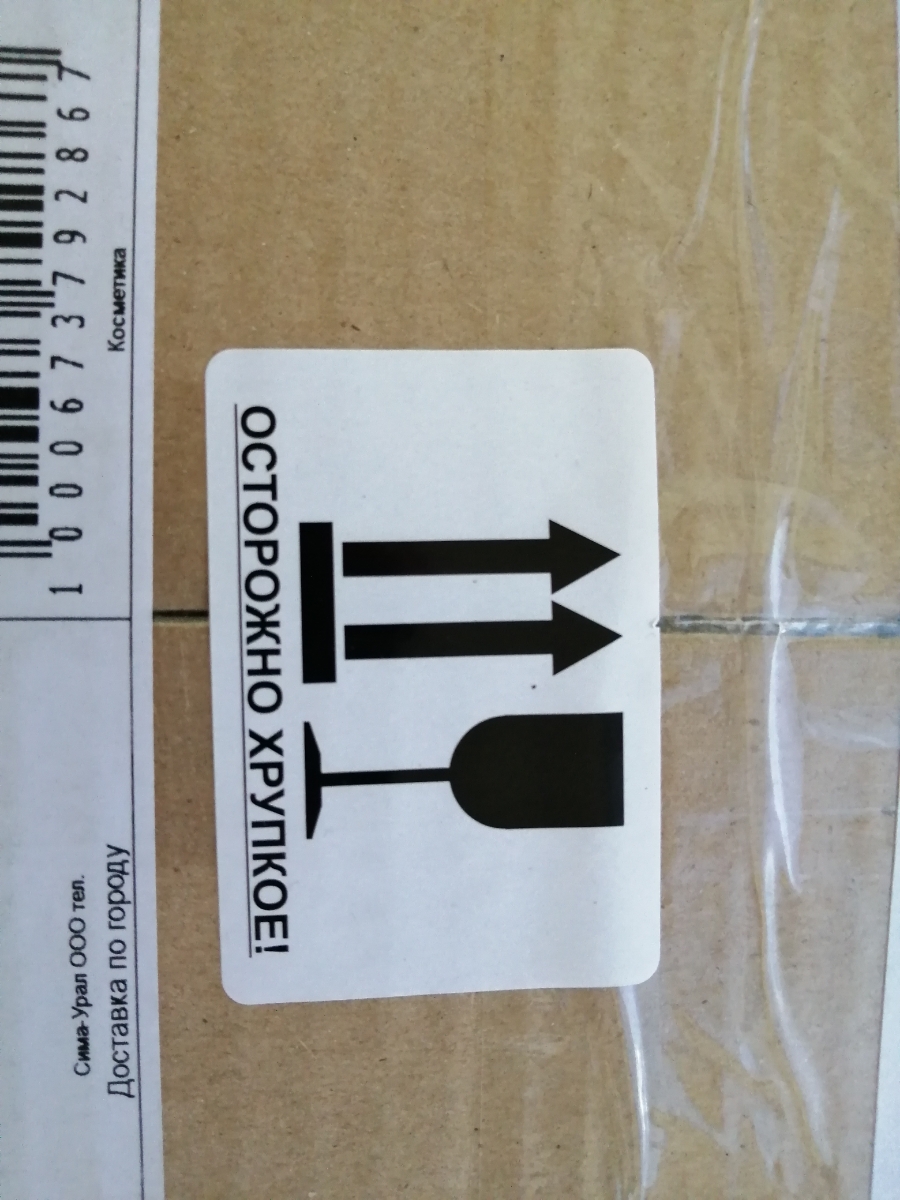 1 0 0 0 6 7 3 7 9 2 8 6 7
Косметика
Сима-Урал ООО тел.
Доставка по городу
ОСТОРОЖНО ХРУПКОЕ!